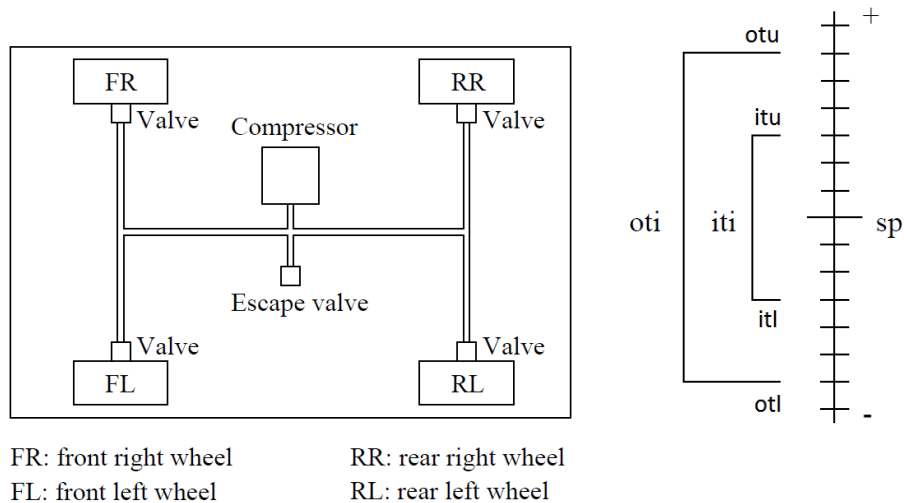 FR
RR
Valve
Valve
Compressor
Escape valve
Valve
Valve
FL
RL
FR: front right wheel
RR: rear right wheel
FL: front left wheel
RL: rear left wheel
+
otu
itu
oti
iti
sp
itl
otl
-